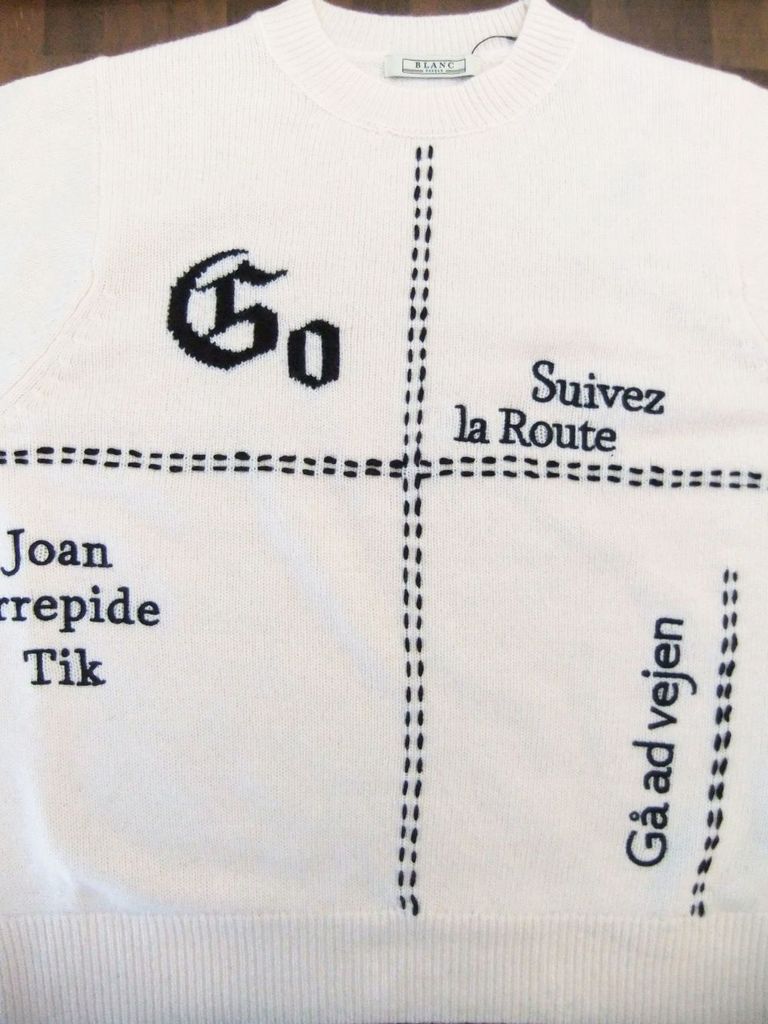 BLANC
Go
Suivez
la Route
Joan
rrepide
Tik
Gå ad vejen